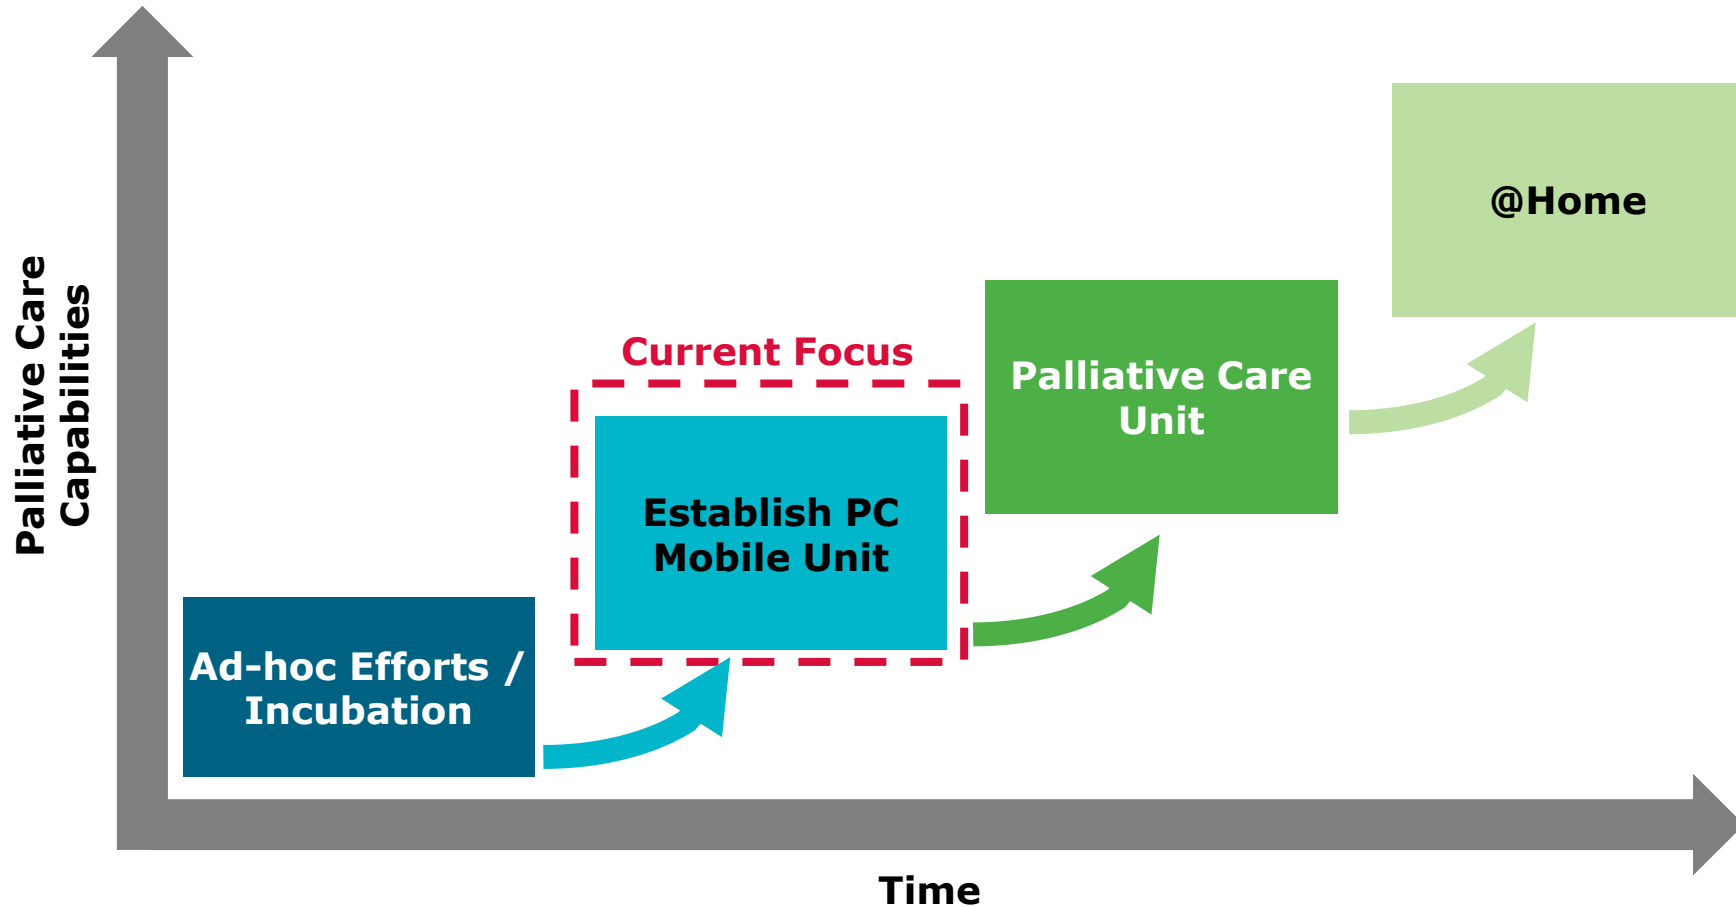 Palliative Care
Capabilities
@Home
Current Focus
Palliative Care
Unit
Establish PC
Mobile Unit
Ad-hoc Efforts /
Incubation
Time